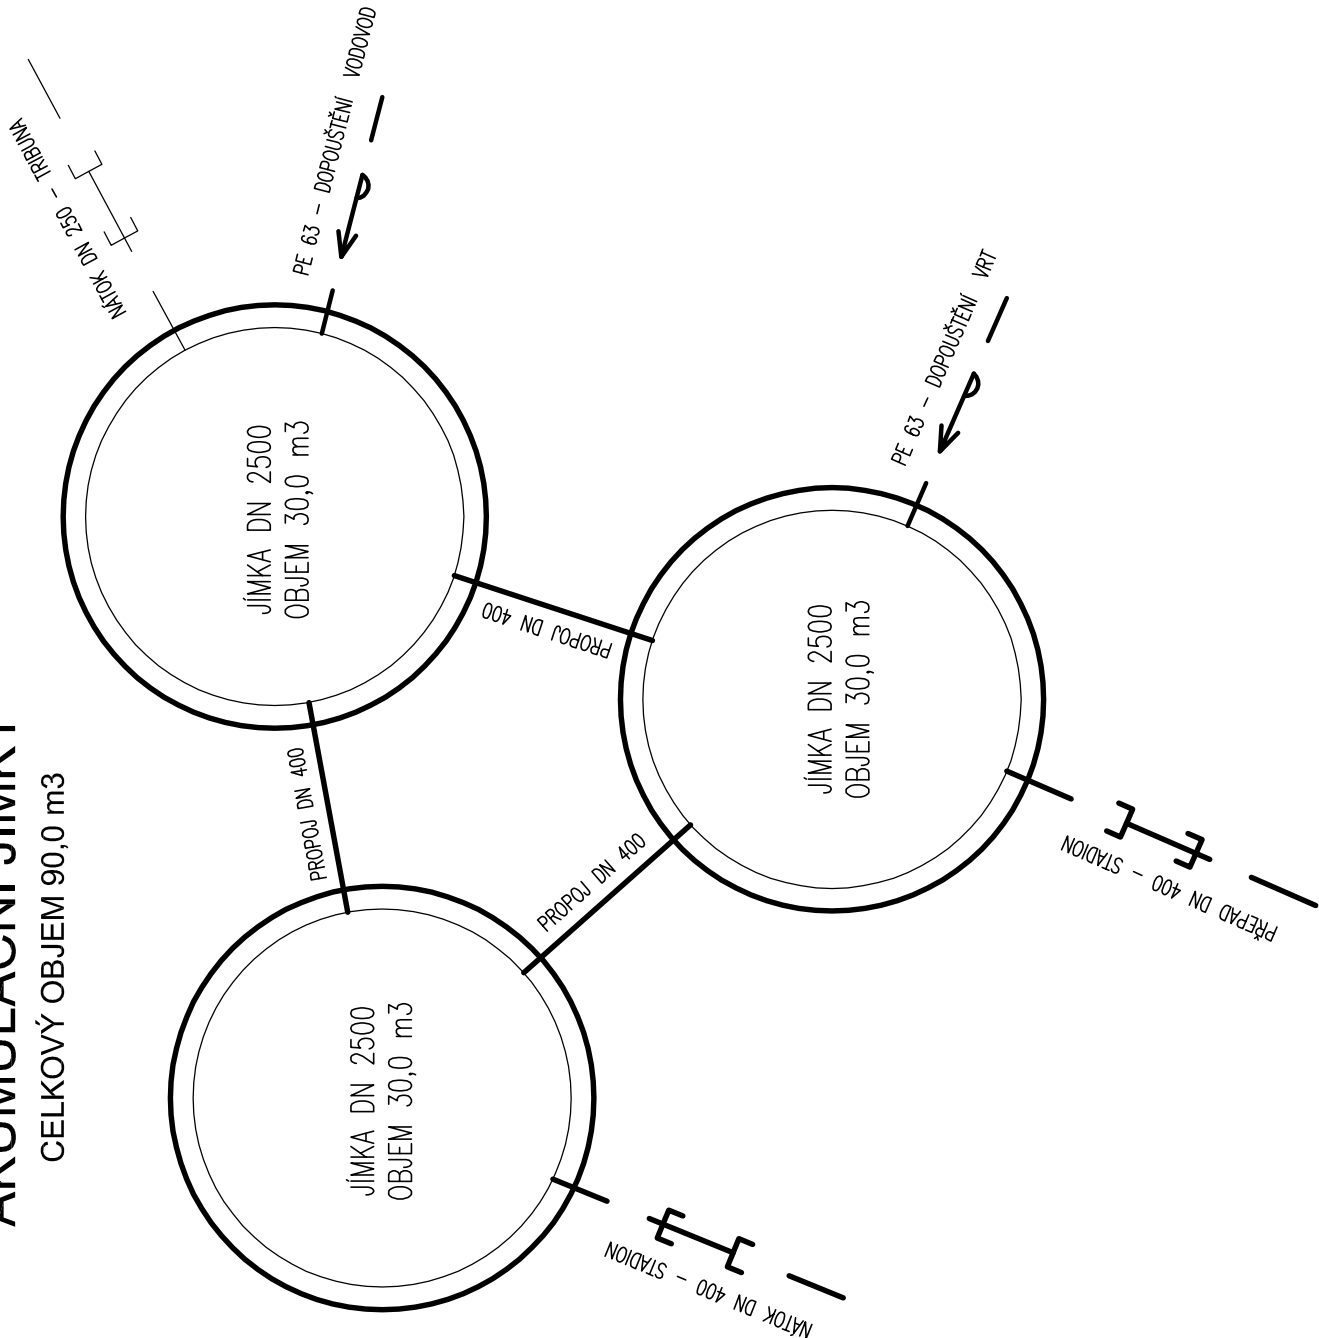 AKUMULAČNÍ JÍMKY
CELKOVÝ OBJEM 90,0 m3
NÁTOK DN 250 – TRIBUNA
PE 63 – DOPOUŠTĚNÍ VODOVOD
JÍMKA DN 2500
OBJEM 30,0 m3
PROPOJ DN 400
PROPOJ DN 400
PE 63 – DOPOUŠTĚNÍ VRT
JÍMKA DN 2500
OBJEM 30,0 m3
PROPOJ DN 400
PŘEPAD DN 400 – STADION
JÍMKA DN 2500
OBJEM 30,0 m3
NÁTOK DN 400 – STADION